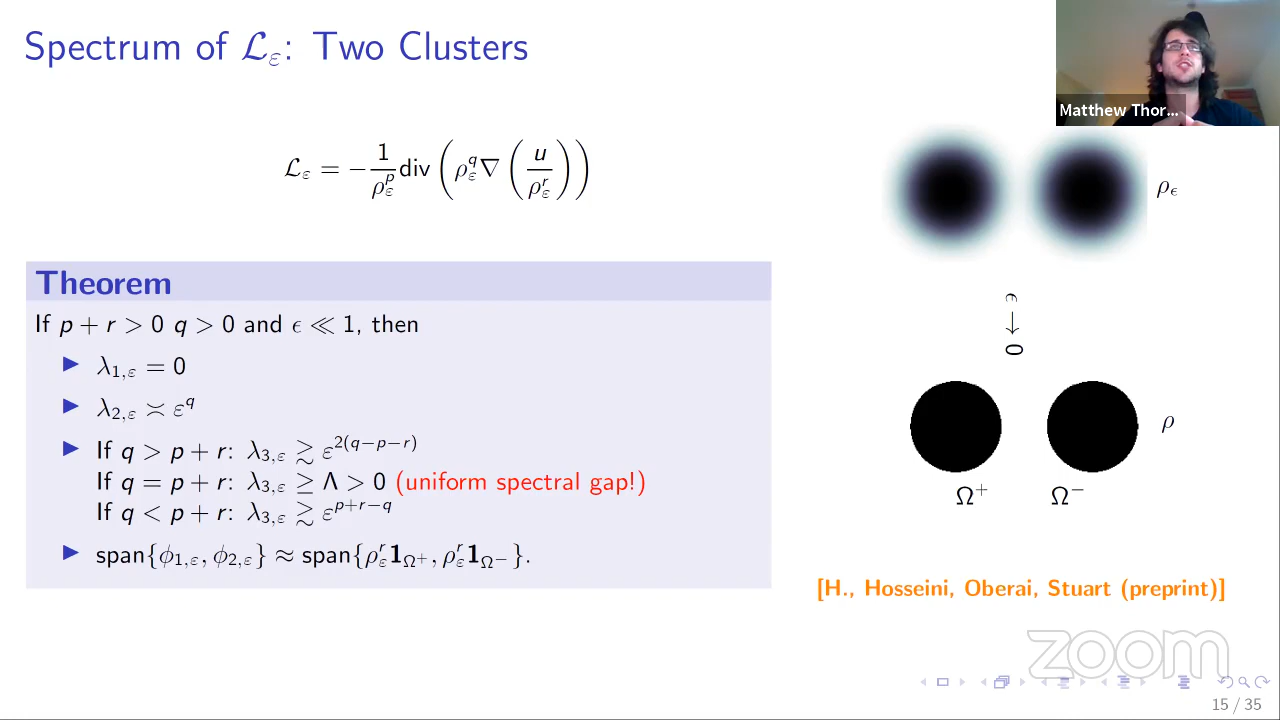 Spectrum of ℒ_ε: Two Clusters
Matthew Thor...
ℒ_ε = −1/ρ_ε^p div(ρ_ε^q ∇(u/ρ_ε^r))
ρ_ϵ
Theorem
If p + r > 0 q > 0 and ϵ ≪ 1, then
▶ λ_{1,ε} = 0
▶ λ_{2,ε} ≍ ε^q
▶ If q > p + r: λ_{3,ε} ≳ ε^{2(q−p−r)}
If q = p + r: λ_{3,ε} ≥ Λ > 0 (uniform spectral gap!)
If q < p + r: λ_{3,ε} ≳ ε^{p+r−q}
▶ span{ϕ_{1,ε}, ϕ_{2,ε}} ≈ span{ρ_ε^r 𝟏_{Ω^+}, ρ_ε^r 𝟏_{Ω^−}}.
ϵ → 0
ρ
Ω^+ Ω^−
[H., Hosseini, Oberai, Stuart (preprint)]
zoom
15 / 35